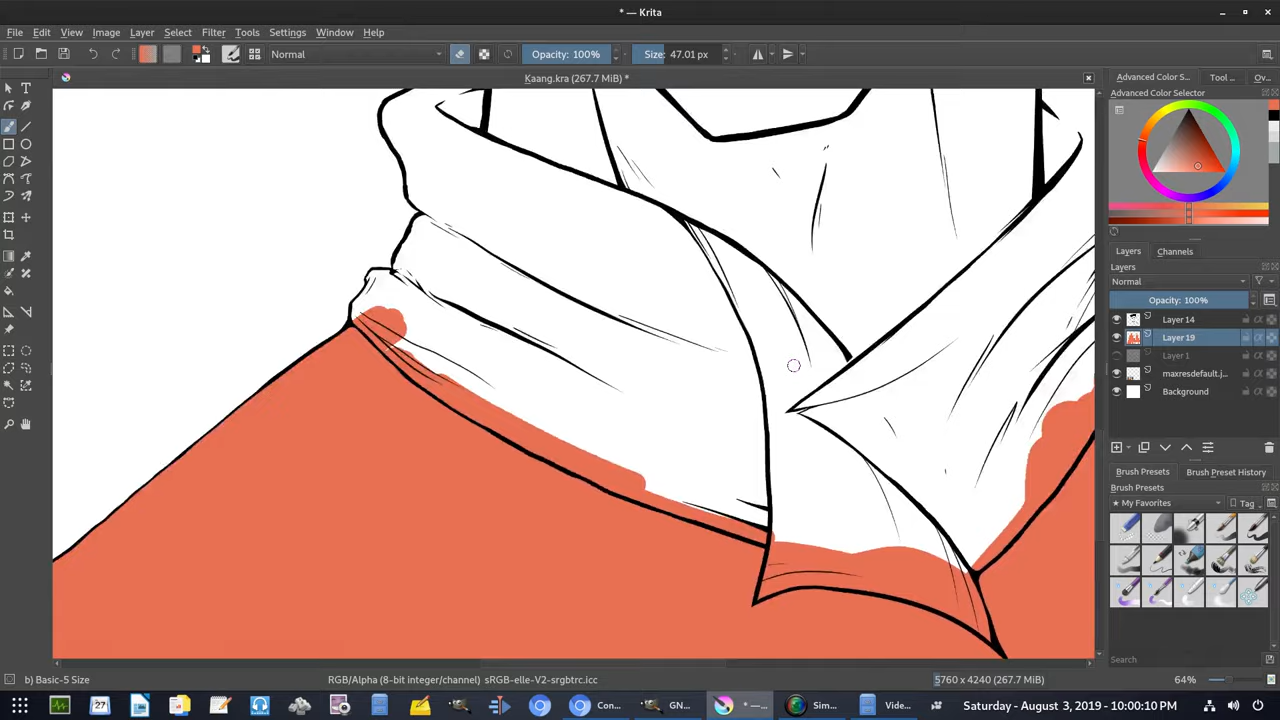 * — Krita
File Edit View Image Layer Select Filter Tools Settings Window Help
Normal Opacity: 100% Size: 47.01 px
Kaang.kra (267.7 MiB) *
Advanced Color S... Tool ... Ov...
Advanced Color Selector
Layers Channels
Layers
Normal
Opacity: 100%
Layer 14
Layer 19
Layer 1
maxresdefault.j...
Background
Brush Presets Brush Preset History
Brush Presets
★ My Favorites Tag
Search
b) Basic-5 Size RGB/Alpha (8-bit integer/channel) sRGB-elle-V2-srgbtrc.icc 5760 x 4240 (267.7 MiB) 64%
27 Con... GN... * —... Sim... Vide... Saturday - August 3, 2019 - 10:00:10 PM